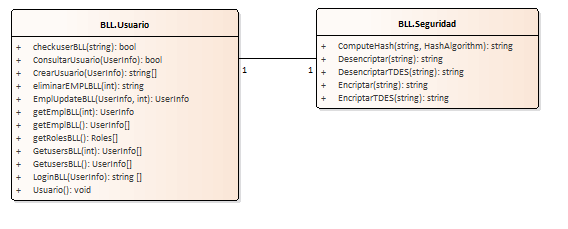 BLL.Usuario
+ checkuserBLL(string): bool
+ ConsultarUsuario(UserInfo): bool
+ CrearUsuario(UserInfo): string[]
+ eliminarEMPLBLL(int): string
+ EmplUpdateBLL(UserInfo, int): UserInfo
+ getEmplBLL(int): UserInfo
+ getEmplBLL(): UserInfo[]
+ getRolesBLL(): Roles[]
+ GetusersBLL(int): UserInfo[]
+ GetusersBLL(): UserInfo[]
+ LoginBLL(UserInfo): string []
+ Usuario(): void
1
1
BLL.Seguridad
+ ComputeHash(string, HashAlgorithm): string
+ Desencriptar(string): string
+ DesencriptarTDES(string): string
+ Encriptar(string): string
+ EncriptarTDES(string): string